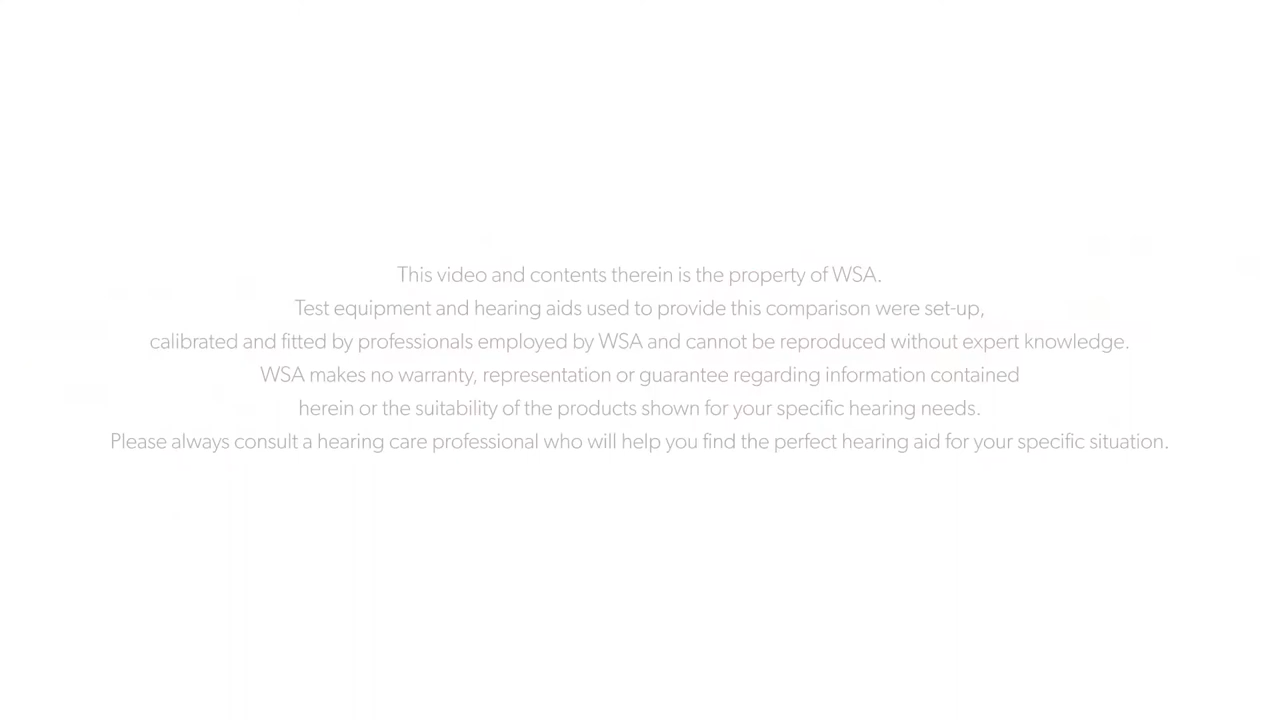 This video and contents therein is the property of WSA.
Test equipment and hearing aids used to provide this comparison were set-up,
calibrated and fitted by professionals employed by WSA and cannot be reproduced without expert knowledge.
WSA makes no warranty, representation or guarantee regarding information contained
herein or the suitability of the products shown for your specific hearing needs.
Please always consult a hearing care professional who will help you find the perfect hearing aid for your specific situation.